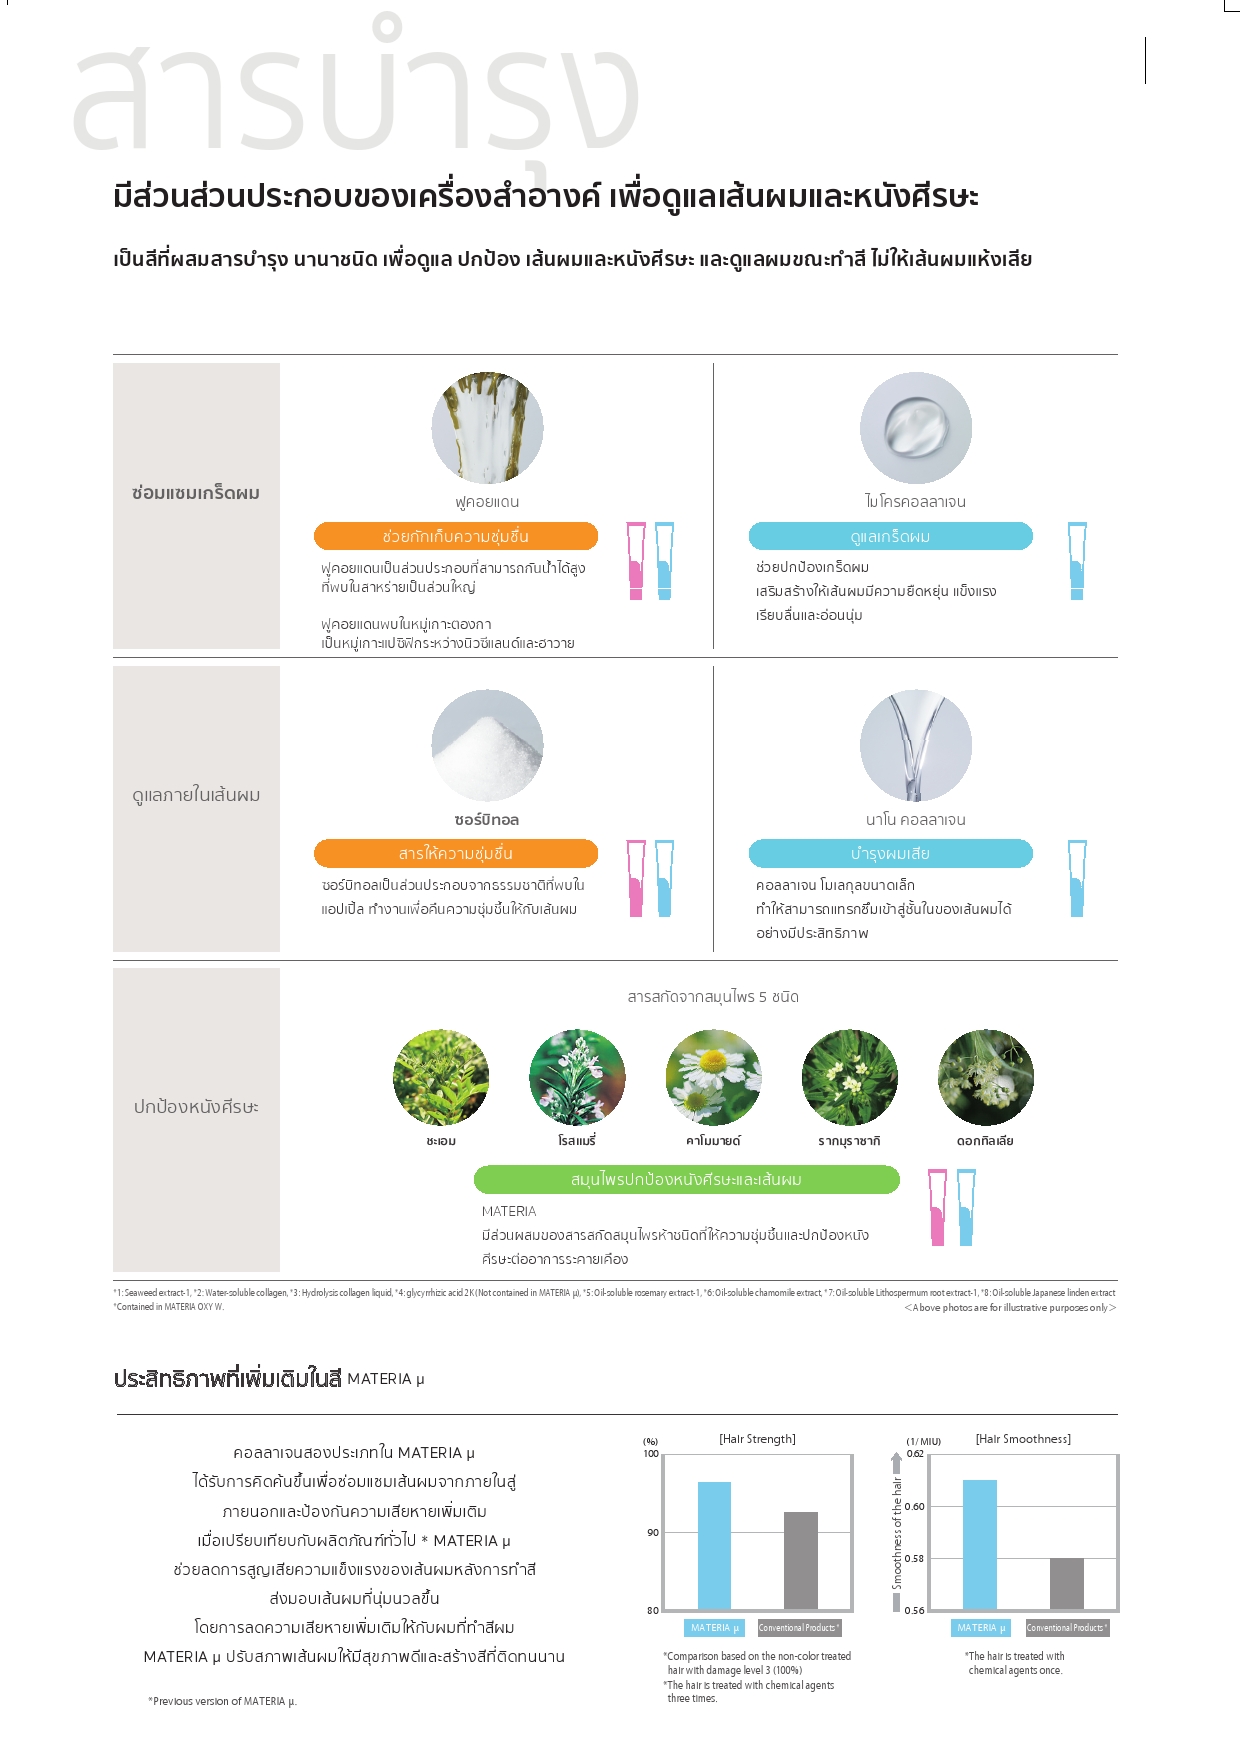 สารบำรุง
มีส่วนส่วนประกอบของเครื่องสำอางค์ เพื่อดูแลเส้นผมและหนังศีรษะ
เป็นสีที่ผสมสารบำรุง นานาชนิด เพื่อดูแล ปกป้อง เส้นผมและหนังศีรษะ และดูแลผมขณะทำสี ไม่ให้เส้นผมแห้งเสีย
ซ่อมแซมเกร็ดผม
ฟูคอยแดน
ช่วยกักเก็บความชุ่มชื่น
ฟูคอยแดนเป็นส่วนประกอบที่สามารถกันน้ำได้สูง
ที่พบในสาหร่ายเป็นส่วนใหญ่
ฟูคอยแดนพบในหมู่เกาะตองกา
เป็นหมู่เกาะแปซิฟิกระหว่างนิวซีแลนด์และฮาวาย
ไมโครคอลลาเจน
ดูแลเกร็ดผม
ช่วยปกป้องเกร็ดผม
เสริมสร้างให้เส้นผมมีความยืดหยุ่น แข็งแรง
เรียบลื่นและอ่อนนุ่ม
ดูแลภายในเส้นผม
ซอร์บิทอล
สารให้ความชุ่มชื่น
ซอร์บิทอลเป็นส่วนประกอบจากธรรมชาติที่พบใน
แอปเปิ้ล ทำงานเพื่อคืนความชุ่มชื้นให้กับเส้นผม
นาโน คอลลาเจน
บำรุงผมเสีย
คอลลาเจน โมเลกุลขนาดเล็ก
ทำให้สามารถแทรกซึมเข้าสู่ชั้นในของเส้นผมได้
อย่างมีประสิทธิภาพ
ปกป้องหนังศีรษะ
สารสกัดจากสมุนไพร 5 ชนิด
ชะเอม
โรสแมรี่
คาโมมายด์
รากมุราซากิ
ดอกทิลเลีย
สมุนไพรปกป้องหนังศีรษะและเส้นผม
MATERIA
มีส่วนผสมของสารสกัดสมุนไพรห้าชนิดที่ให้ความชุ่มชื้นและปกป้องหนัง
ศีรษะต่ออาการระคายเคือง
*1: Seaweed extract-1, *2: Water-soluble collagen, *3: Hydrolysis collagen liquid, *4: glycyrrhizic acid 2K (Not contained in MATERIA μ), *5: Oil-soluble rosemary extract-1, *6: Oil-soluble chamomile extract, *7: Oil-soluble Lithospermum root extract-1, *8: Oil-soluble Japanese linden extract
*Contained in MATERIA OXY W.
<Above photos are for illustrative purposes only>
ประสิทธิภาพที่เพิ่มเติมในสี MATERIA μ
คอลลาเจนสองประเภทใน MATERIA μ
ได้รับการคิดค้นขึ้นเพื่อซ่อมแซมเส้นผมจากภายในสู่
ภายนอกและป้องกันความเสียหายเพิ่มเติม
เมื่อเปรียบเทียบกับผลิตภัณฑ์ทั่วไป * MATERIA μ
ช่วยลดการสูญเสียความแข็งแรงของเส้นผมหลังการทำสี
ส่งมอบเส้นผมที่นุ่มนวลขึ้น
โดยการลดความเสียหายเพิ่มเติมให้กับผมที่ทำสีผม
MATERIA μ ปรับสภาพเส้นผมให้มีสุขภาพดีและสร้างสีที่ติดทนนาน
*Previous version of MATERIA μ.
[Hair Strength]
(%)
100
90
80
MATERIA μ
Conventional Products*
*Comparison based on the non-color treated
hair with damage level 3 (100%)
*The hair is treated with chemical agents
three times.
[Hair Smoothness]
(1/ MIU)
0.62
0.60
0.58
0.56
Smoothness of the hair
MATERIA μ
Conventional Products*
*The hair is treated with
chemical agents once.